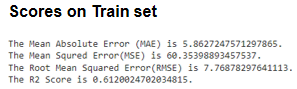 Scores on Train set
The Mean Absolute Error (MAE) is 5.8627247571297865.
The Mean Squred Error(MSE) is 60.35398893457537.
The Root Mean Squared Error(RMSE) is 7.76878297641113.
The R2 Score is 0.6120024702034815.